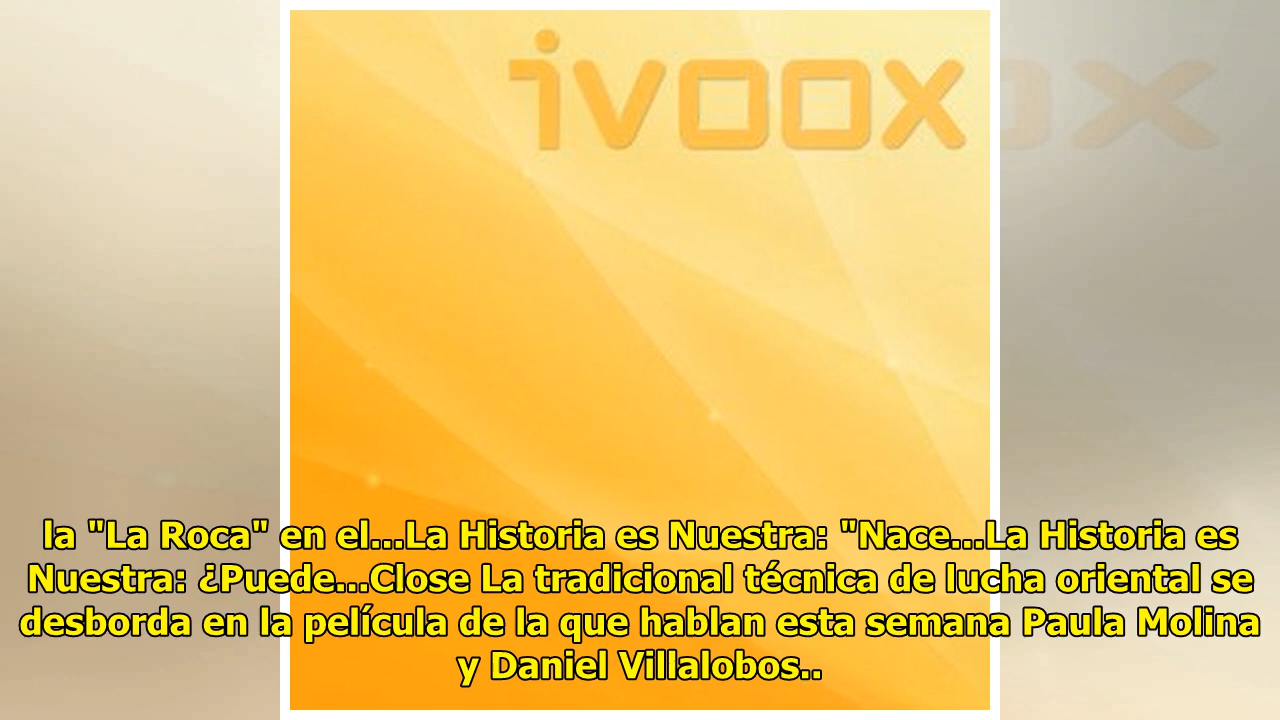 ivoox
la "La Roca" en el...La Historia es Nuestra: "Nace...La Historia es
Nuestra: ¿Puede...Close La tradicional técnica de lucha oriental se
desborda en la película de la que hablan esta semana Paula Molina
y Daniel Villalobos..